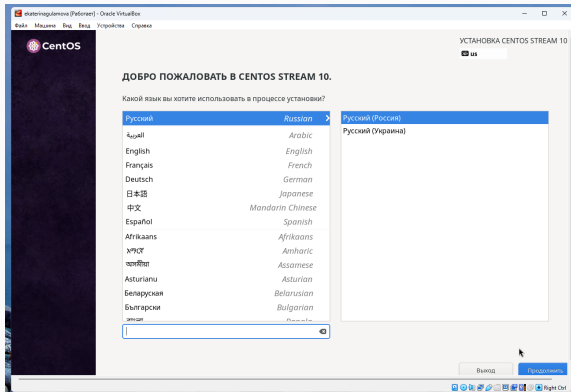 ekaterinagulamova [Работает] - Oracle VirtualBox
Файл Машина Вид Ввод Устройства Справка
CentOS
УСТАНОВКА CENTOS STREAM 10
us
ДОБРО ПОЖАЛОВАТЬ В CENTOS STREAM 10.
Какой язык вы хотите использовать в процессе установки?
Русский Russian
Русский (Россия)
العربية Arabic
Русский (Украина)
English English
Français French
Deutsch German
日本語 Japanese
中文 Mandarin Chinese
Español Spanish
Afrikaans Afrikaans
አማርኛ Amharic
অসমীয়া Assamese
Asturianu Asturian
Беларуская Belarusian
Български Bulgarian
Выход
Продолжить
Right Ctrl